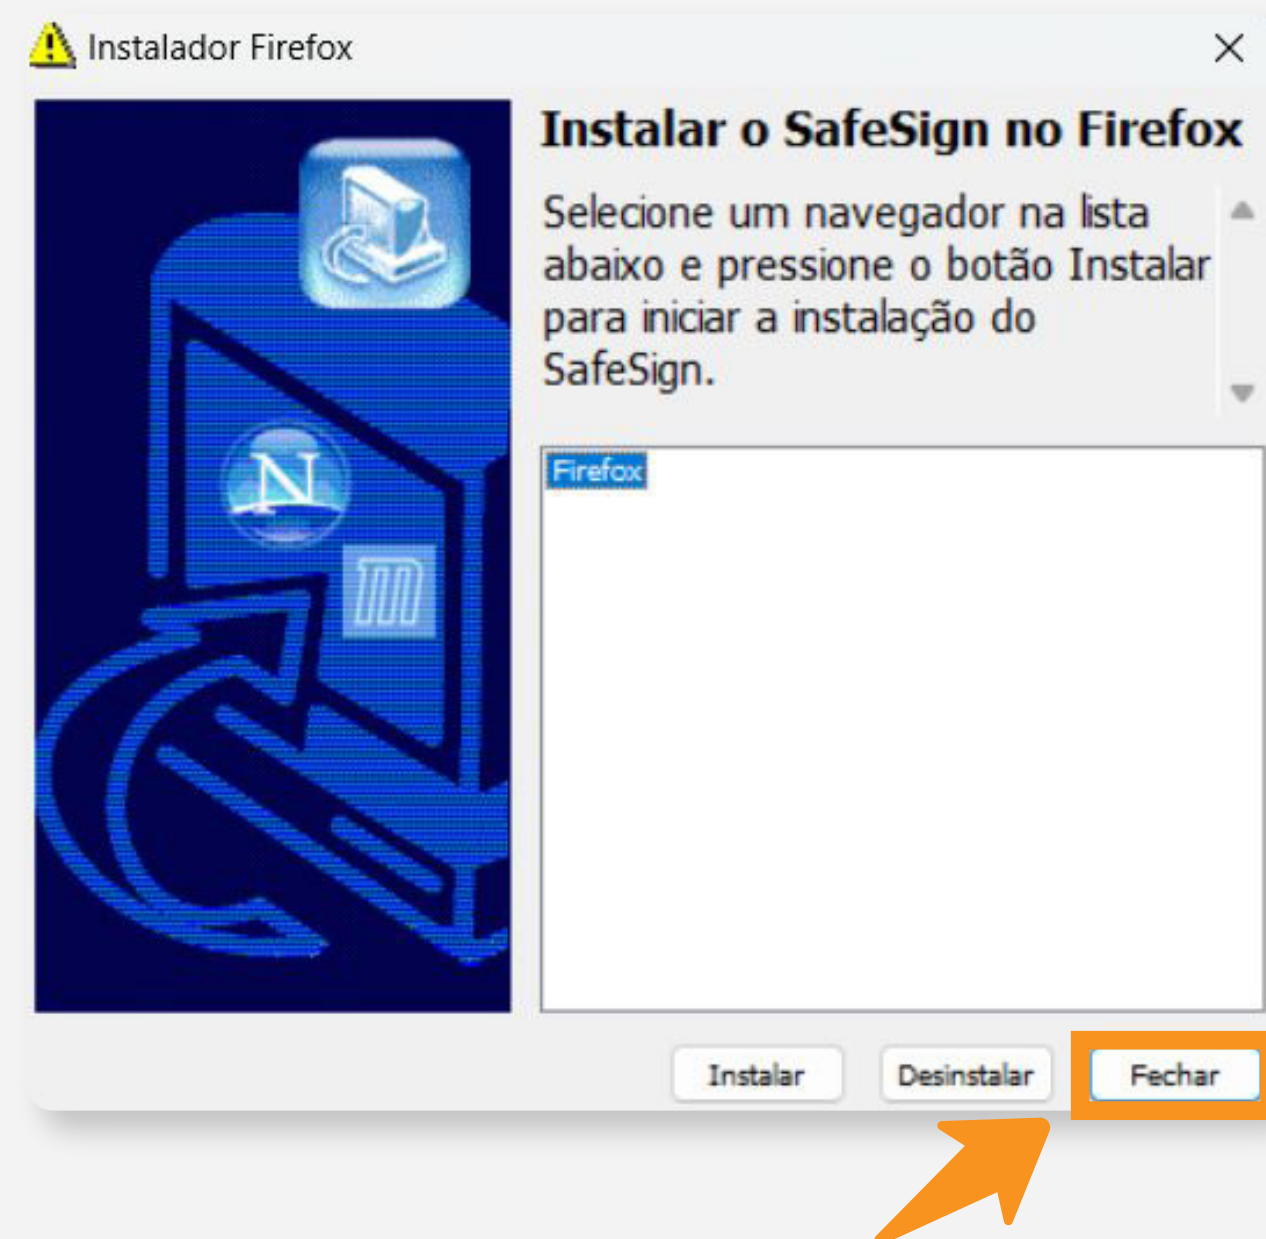 Instalador Firefox
Instalar o SafeSign no Firefox
Selecione um navegador na lista
abaixo e pressione o botão Instalar
para iniciar a instalação do
SafeSign.
N
m
Firefox
Instalar Desinstalar Fechar